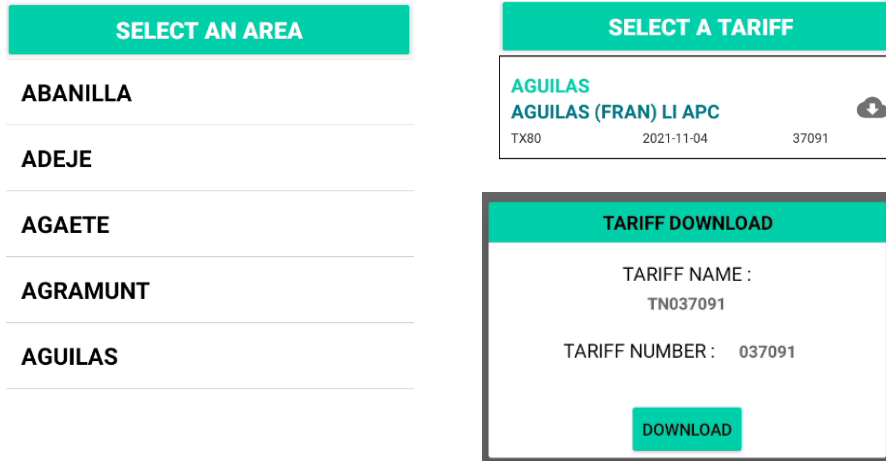 SELECT AN AREA
ABANILLA
ADEJE
AGAETE
AGRAMUNT
AGUILAS
SELECT A TARIFF
AGUILAS
AGUILAS (FRAN) LI APC
TX80 2021-11-04 37091
TARIFF DOWNLOAD
TARIFF NAME :
TN037091
TARIFF NUMBER : 037091
DOWNLOAD